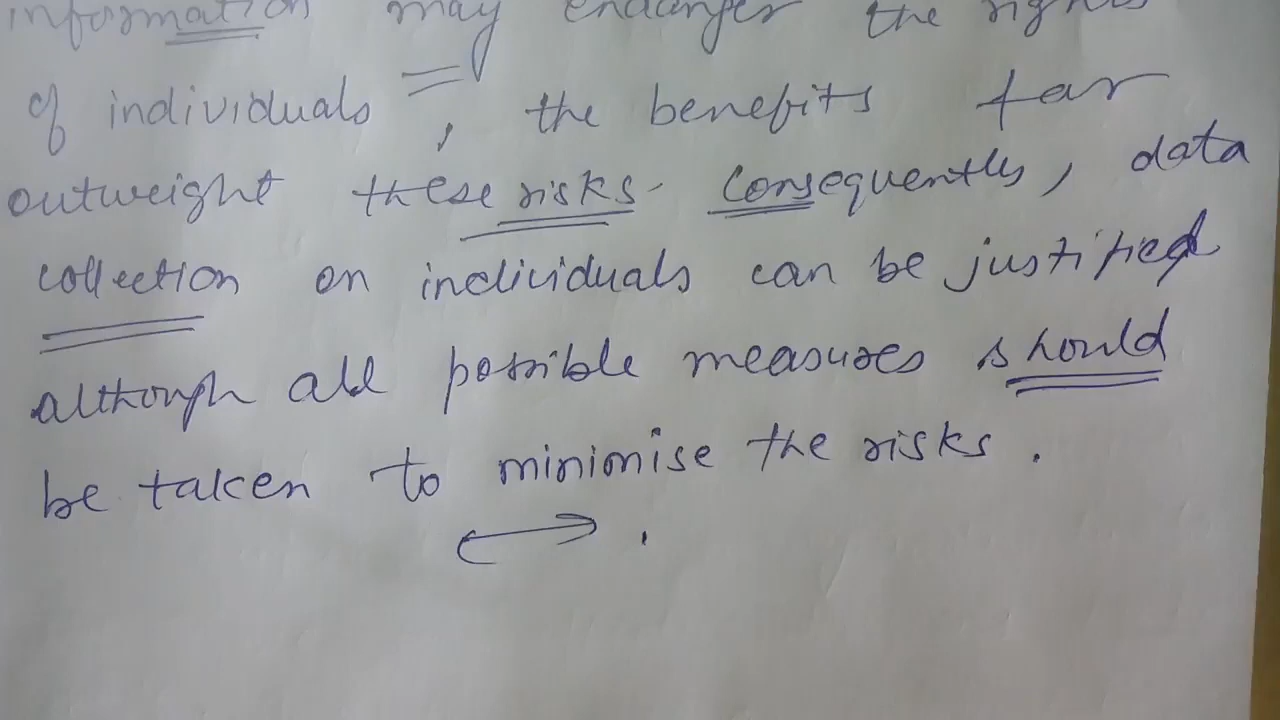 information may endanger the rights
of individuals, the benefits far
outweight these risks. Consequently, data
collection on individuals can be justified
although all possible measures should
be taken to minimise the risks.